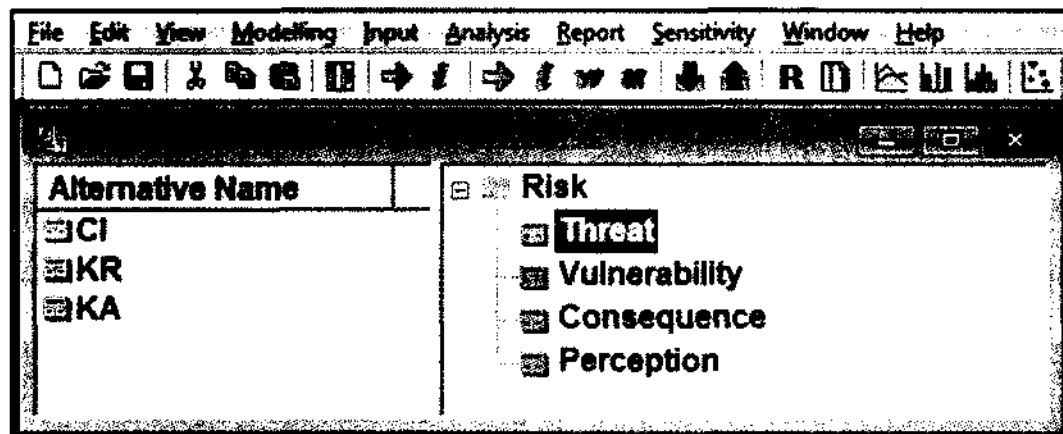 File Edit View Modelling Input Analysis Report Sensitivity Window Help
R
Alternative Name
CI
KR
KA
Risk
Threat
Vulnerability
Consequence
Perception